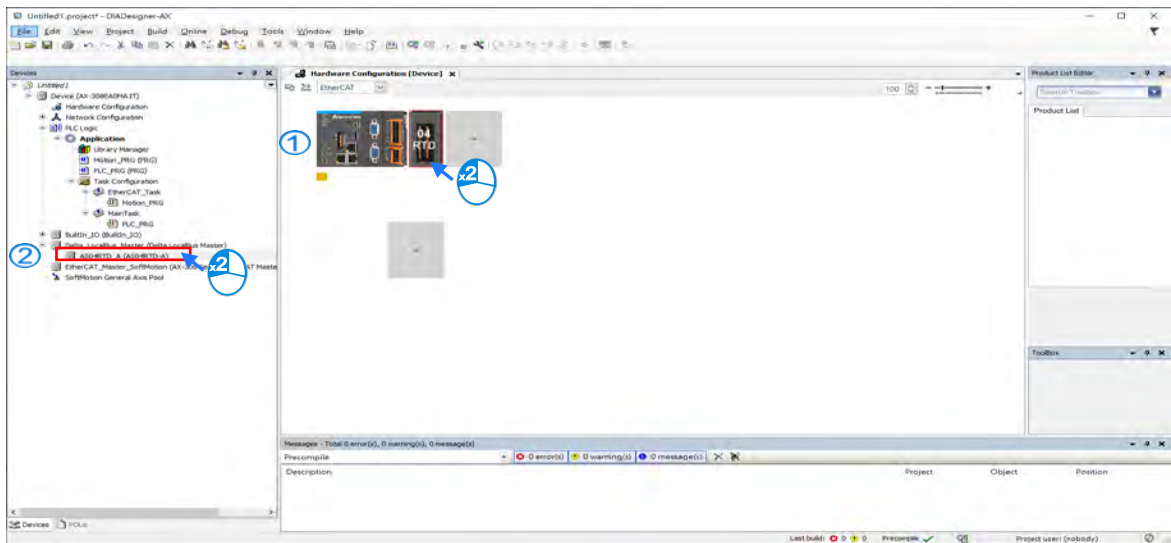 Untitled1.project* - DIADesigner-AX
File Edit View Project Build Online Debug Tools Window Help
Devices
Untitled1
Device (AX-308EA0MA1T)
Hardware Configuration
Network Configuration
PLC Logic
Application
Library Manager
Motion_PRG (PRG)
PLC_PRG (PRG)
Task Configuration
EtherCAT_Task
Motion_PRG
MainTask
PLC_PRG
BuiltIn_IO (BuiltIn_IO)
Delta_LocalBus_Master (Delta LocalBus Master)
② AS04RTD_A (AS04RTD-A)
x2
EtherCAT_Master_SoftMotion
SoftMotion General Axis Pool
Devices POUs
Hardware Configuration [Device]
EtherCAT
100
①
04
RTD
x2
Product List Editor
Product List
ToolBox
Messages - Total 0 error(s), 0 warning(s), 0 message(s)
Precompile 0 error(s) 0 warning(s) 0 message(s)
Description Project Object Position
Last build: 0 0 Precompile Project user: (nobody)